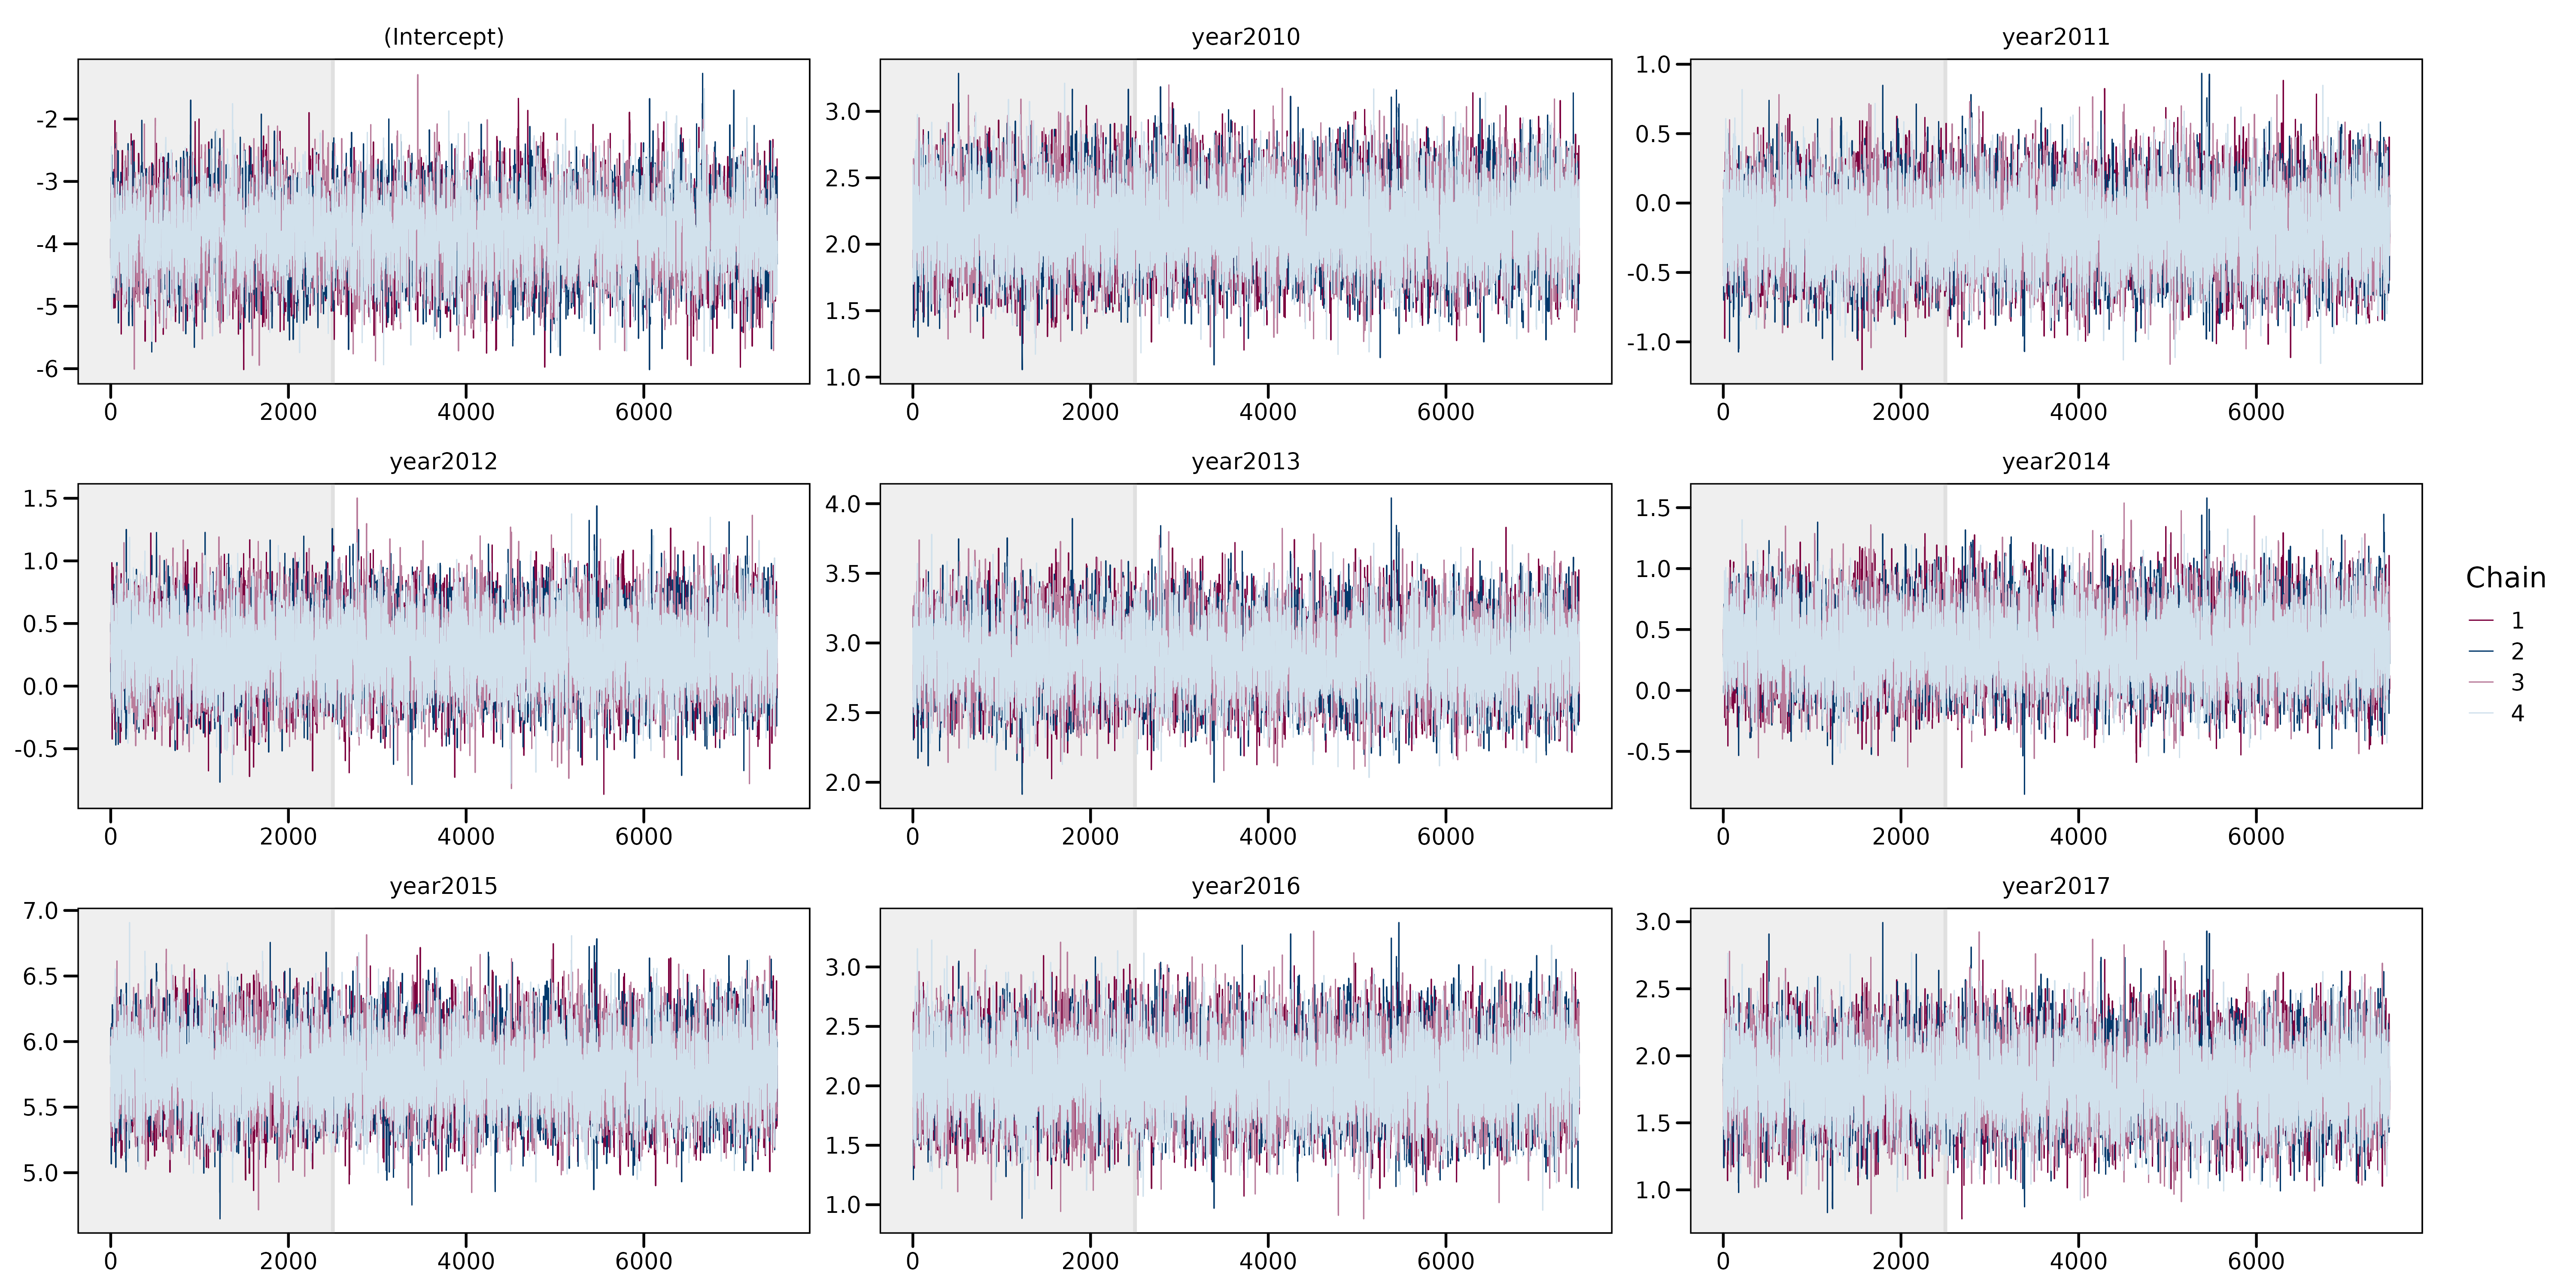 (Intercept) year2010 year2011
-2 -3 -4 -5 -6
3.0 2.5 2.0 1.5 1.0
1.0 0.5 0.0 -0.5 -1.0
0 2000 4000 6000 0 2000 4000 6000 0 2000 4000 6000
year2012 year2013 year2014
1.5 1.0 0.5 0.0 -0.5
4.0 3.5 3.0 2.5 2.0
1.5 1.0 0.5 0.0 -0.5
0 2000 4000 6000 0 2000 4000 6000 0 2000 4000 6000
year2015 year2016 year2017
7.0 6.5 6.0 5.5 5.0
3.0 2.5 2.0 1.5 1.0
3.0 2.5 2.0 1.5 1.0
0 2000 4000 6000 0 2000 4000 6000 0 2000 4000 6000
Chain
1
2
3
4